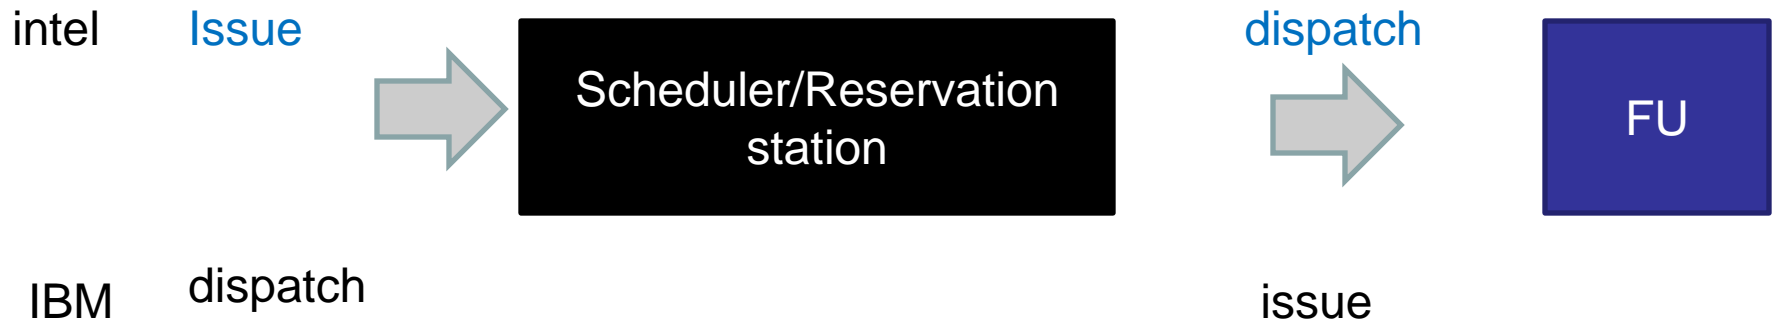 intel Issue dispatch
Scheduler/Reservation
station
FU
IBM dispatch issue